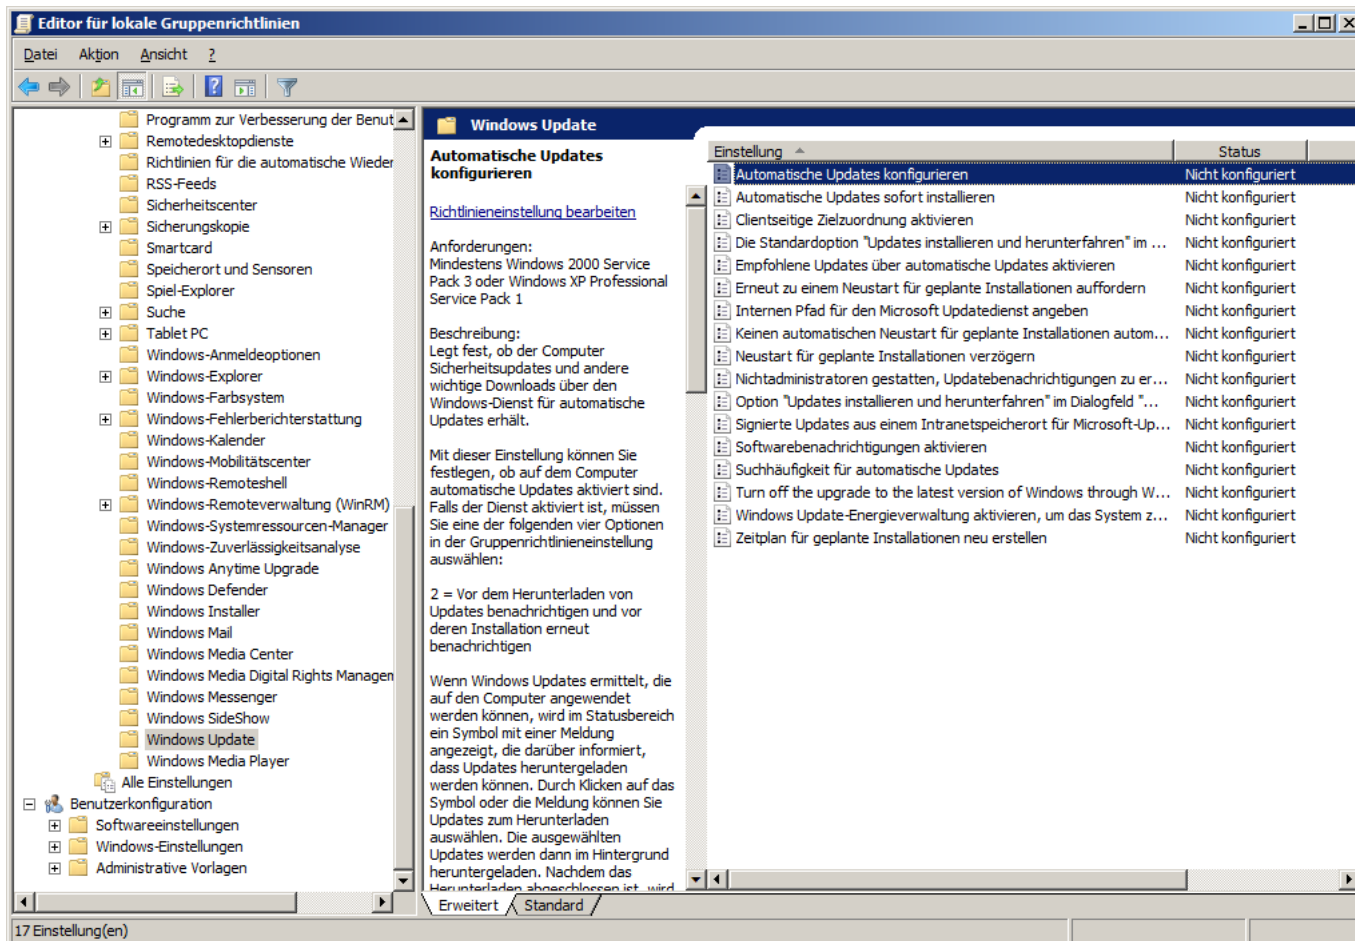 Editor für lokale Gruppenrichtlinien
Datei Aktion Ansicht ?
Programm zur Verbesserung der Benut
Remotedesktopdienste
Richtlinien für die automatische Wieder
RSS-Feeds
Sicherheitscenter
Sicherungskopie
Smartcard
Speicherort und Sensoren
Spiel-Explorer
Suche
Tablet PC
Windows-Anmeldeoptionen
Windows-Explorer
Windows-Farbsystem
Windows-Fehlerberichterstattung
Windows-Kalender
Windows-Mobilitätscenter
Windows-Remoteshell
Windows-Remoteverwaltung (WinRM)
Windows-Systemressourcen-Manager
Windows-Zuverlässigkeitsanalyse
Windows Anytime Upgrade
Windows Defender
Windows Installer
Windows Mail
Windows Media Center
Windows Media Digital Rights Managem
Windows Messenger
Windows SideShow
Windows Update
Windows Media Player
Alle Einstellungen
Benutzerkonfiguration
Softwareeinstellungen
Windows-Einstellungen
Administrative Vorlagen
Windows Update
Automatische Updates
konfigurieren
Richtlinieneinstellung bearbeiten
Anforderungen:
Mindestens Windows 2000 Service
Pack 3 oder Windows XP Professional
Service Pack 1
Beschreibung:
Legt fest, ob der Computer
Sicherheitsupdates und andere
wichtige Downloads über den
Windows-Dienst für automatische
Updates erhält.
Mit dieser Einstellung können Sie
festlegen, ob auf dem Computer
automatische Updates aktiviert sind.
Falls der Dienst aktiviert ist, müssen
Sie eine der folgenden vier Optionen
in der Gruppenrichtlinieneinstellung
auswählen:
2 = Vor dem Herunterladen von
Updates benachrichtigen und vor
deren Installation erneut
benachrichtigen
Wenn Windows Updates ermittelt, die
auf den Computer angewendet
werden können, wird im Statusbereich
ein Symbol mit einer Meldung
angezeigt, die darüber informiert,
dass Updates heruntergeladen
werden können. Durch Klicken auf das
Symbol oder die Meldung können Sie
Updates zum Herunterladen
auswählen. Die ausgewählten
Updates werden dann im Hintergrund
heruntergeladen. Nachdem das
Herunterladen abgeschlossen ist, wird
Einstellung Status
Automatische Updates konfigurieren Nicht konfiguriert
Automatische Updates sofort installieren Nicht konfiguriert
Clientseitige Zielzuordnung aktivieren Nicht konfiguriert
Die Standardoption "Updates installieren und herunterfahren" im ... Nicht konfiguriert
Empfohlene Updates über automatische Updates aktivieren Nicht konfiguriert
Erneut zu einem Neustart für geplante Installationen auffordern Nicht konfiguriert
Internen Pfad für den Microsoft Updatedienst angeben Nicht konfiguriert
Keinen automatischen Neustart für geplante Installationen autom... Nicht konfiguriert
Neustart für geplante Installationen verzögern Nicht konfiguriert
Nichtadministratoren gestatten, Updatebenachrichtigungen zu er... Nicht konfiguriert
Option "Updates installieren und herunterfahren" im Dialogfeld "... Nicht konfiguriert
Signierte Updates aus einem Intranetspeicherort für Microsoft-Up... Nicht konfiguriert
Softwarebenachrichtigungen aktivieren Nicht konfiguriert
Suchhäufigkeit für automatische Updates Nicht konfiguriert
Turn off the upgrade to the latest version of Windows through W... Nicht konfiguriert
Windows Update-Energieverwaltung aktivieren, um das System z... Nicht konfiguriert
Zeitplan für geplante Installationen neu erstellen Nicht konfiguriert
Erweitert Standard
17 Einstellung(en)